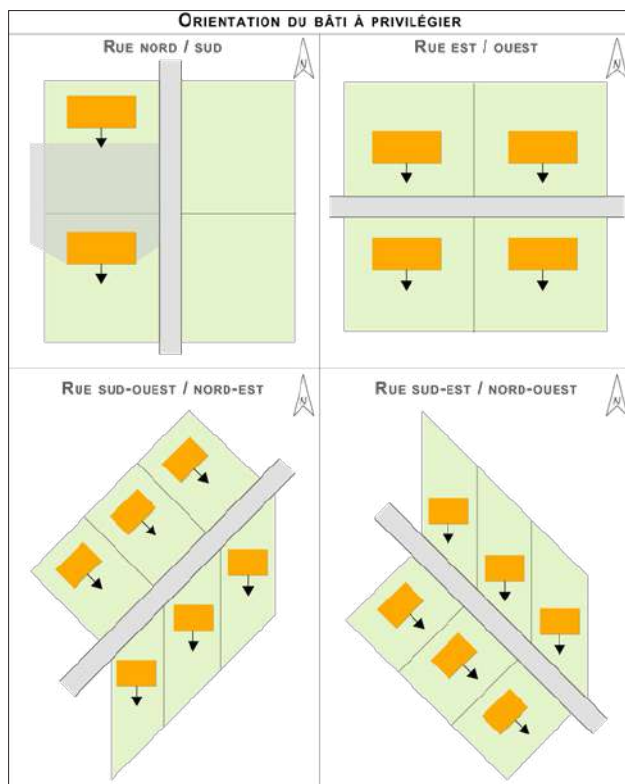 ORIENTATION DU BÂTI À PRIVILÉGIER
RUE NORD / SUD
N
RUE EST / OUEST
N
RUE SUD-OUEST / NORD-EST
N
RUE SUD-EST / NORD-OUEST
N